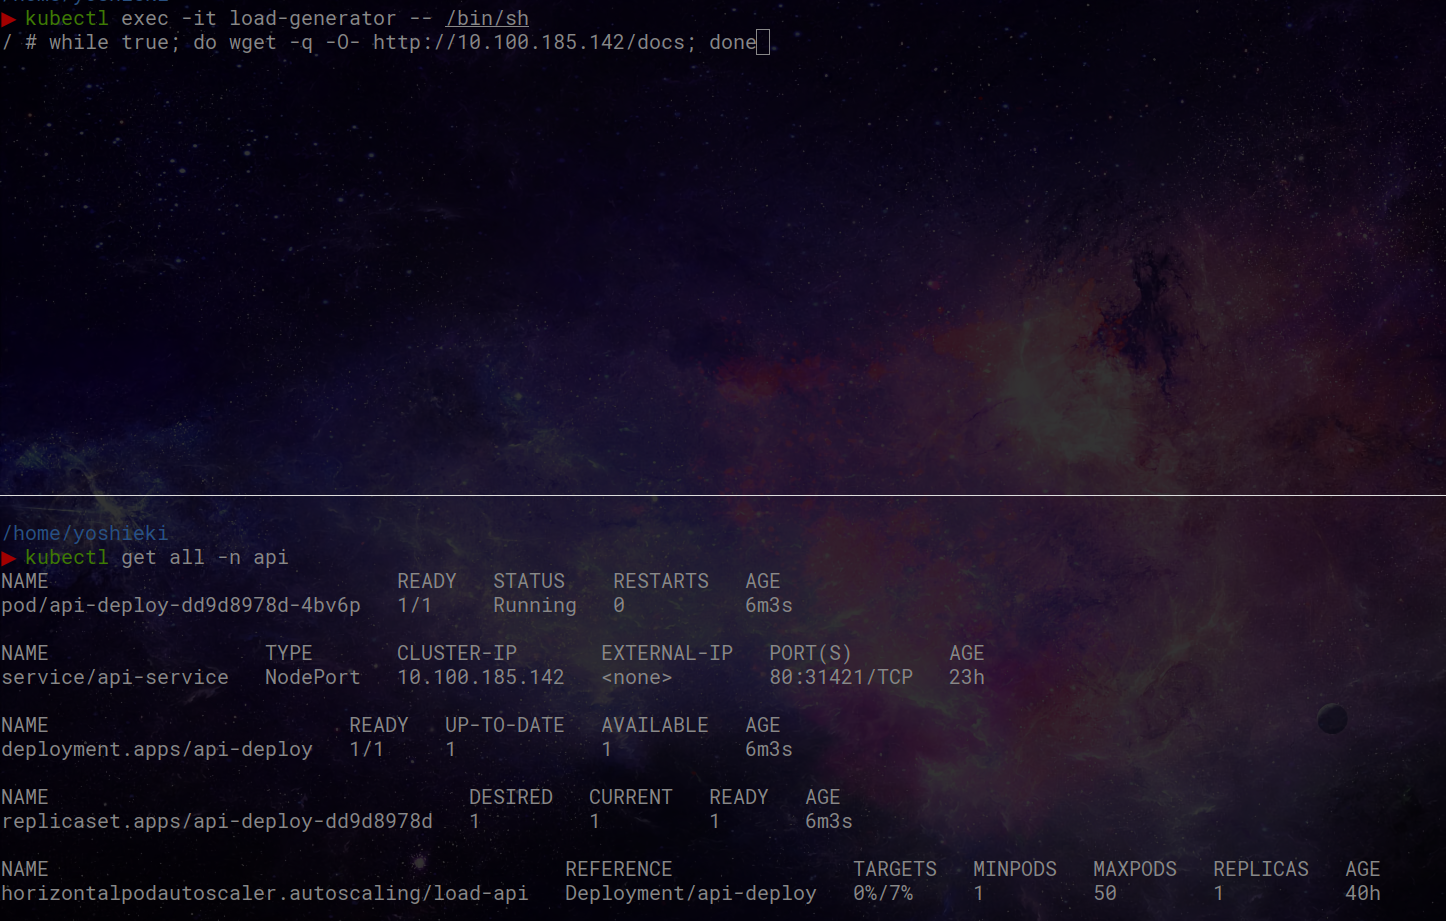 kubectl exec -it load-generator -- /bin/sh
/ # while true; do wget -q -O- http://10.100.185.142/docs; done
/home/yoshieki
kubectl get all -n api
NAME READY STATUS RESTARTS AGE
pod/api-deploy-dd9d8978d-4bv6p 1/1 Running 0 6m3s
NAME TYPE CLUSTER-IP EXTERNAL-IP PORT(S) AGE
service/api-service NodePort 10.100.185.142 <none> 80:31421/TCP 23h
NAME READY UP-TO-DATE AVAILABLE AGE
deployment.apps/api-deploy 1/1 1 1 6m3s
NAME DESIRED CURRENT READY AGE
replicaset.apps/api-deploy-dd9d8978d 1 1 1 6m3s
NAME REFERENCE TARGETS MINPODS MAXPODS REPLICAS AGE
horizontalpodautoscaler.autoscaling/load-api Deployment/api-deploy 0%/7% 1 50 1 40h